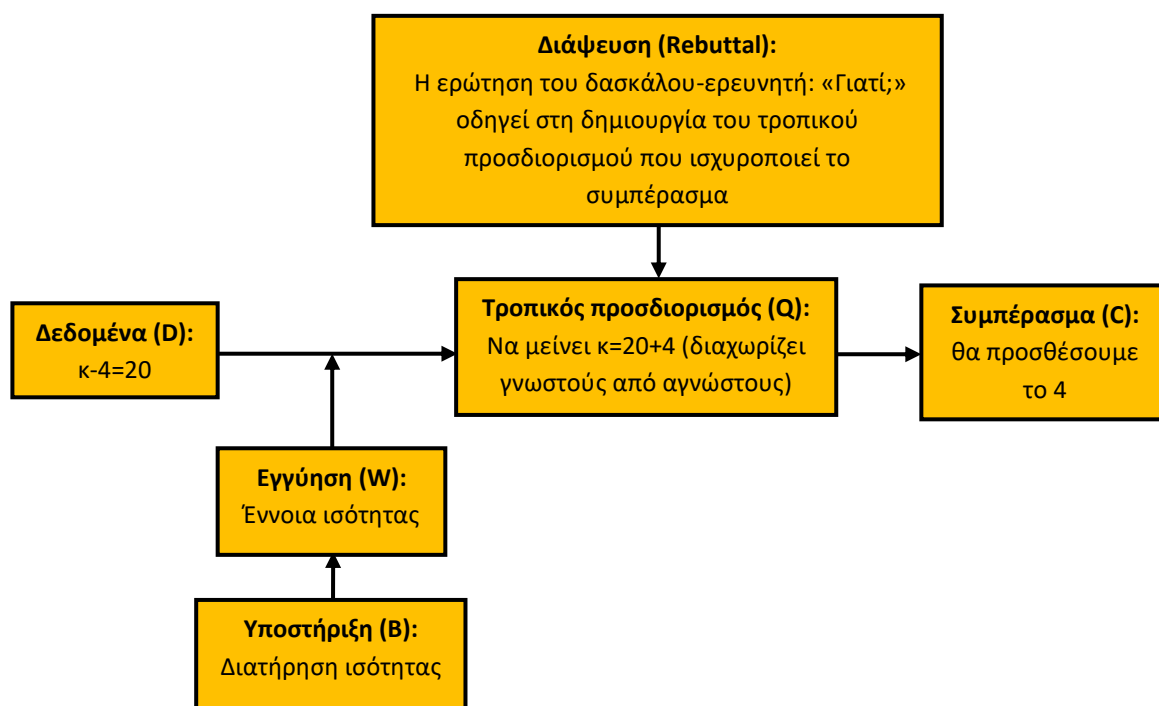 Διάψευση (Rebuttal):
Η ερώτηση του δασκάλου-ερευνητή: «Γιατί;»
οδηγεί στη δημιουργία του τροπικού
προσδιορισμού που ισχυροποιεί το
συμπέρασμα
Δεδομένα (D):
κ-4=20
Τροπικός προσδιορισμός (Q):
Να μείνει κ=20+4 (διαχωρίζει
γνωστούς από αγνώστους)
Συμπέρασμα (C):
θα προσθέσουμε
το 4
Εγγύηση (W):
Έννοια ισότητας
Υποστήριξη (Β):
Διατήρηση ισότητας